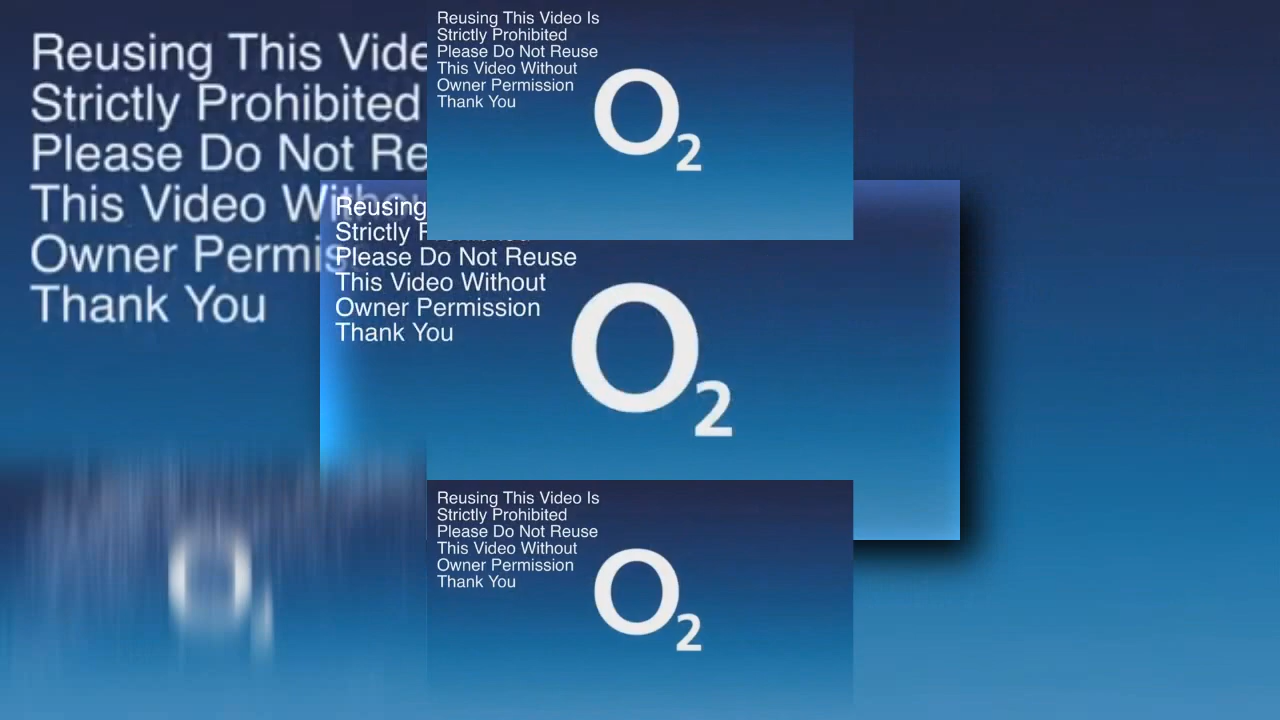 Reusing This Vide
Strictly Prohibited
Please Do Not Re
This Video Withou
Owner Permis
Thank You
Reusing This Video Is
Strictly Prohibited
Please Do Not Reuse
This Video Without
Owner Permission
Thank You
O2
Reusing
Strictly Prohibited
Please Do Not Reuse
This Video Without
Owner Permission
Thank You
O2
Reusing This Video Is
Strictly Prohibited
Please Do Not Reuse
This Video Without
Owner Permission
Thank You
O2